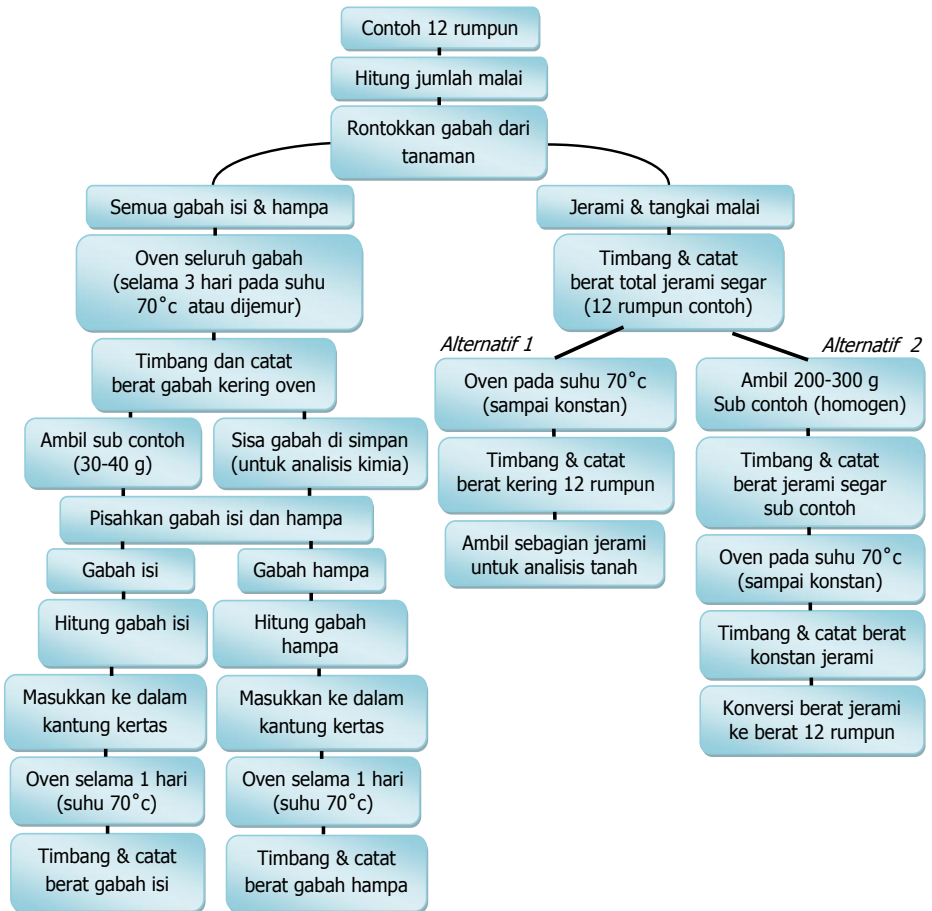 Contoh 12 rumpun
Hitung jumlah malai
Rontokkan gabah dari
tanaman
Semua gabah isi & hampa
Oven seluruh gabah
(selama 3 hari pada suhu
70°c atau dijemur)
Timbang dan catat
berat gabah kering oven
Ambil sub contoh
(30-40 g)
Sisa gabah di simpan
(untuk analisis kimia)
Pisahkan gabah isi dan hampa
Gabah isi
Hitung gabah isi
Masukkan ke dalam
kantung kertas
Oven selama 1 hari
(suhu 70°c)
Timbang & catat
berat gabah isi
Gabah hampa
Hitung gabah
hampa
Masukkan ke dalam
kantung kertas
Oven selama 1 hari
(suhu 70°c)
Timbang & catat
berat gabah hampa
Jerami & tangkai malai
Timbang & catat
berat total jerami segar
(12 rumpun contoh)
Alternatif 1
Oven pada suhu 70°c
(sampai konstan)
Timbang & catat
berat kering 12 rumpun
Ambil sebagian jerami
untuk analisis tanah
Alternatif 2
Ambil 200-300 g
Sub contoh (homogen)
Timbang & catat
berat jerami segar
sub contoh
Oven pada suhu 70°c
(sampai konstan)
Timbang & catat berat
konstan jerami
Konversi berat jerami
ke berat 12 rumpun